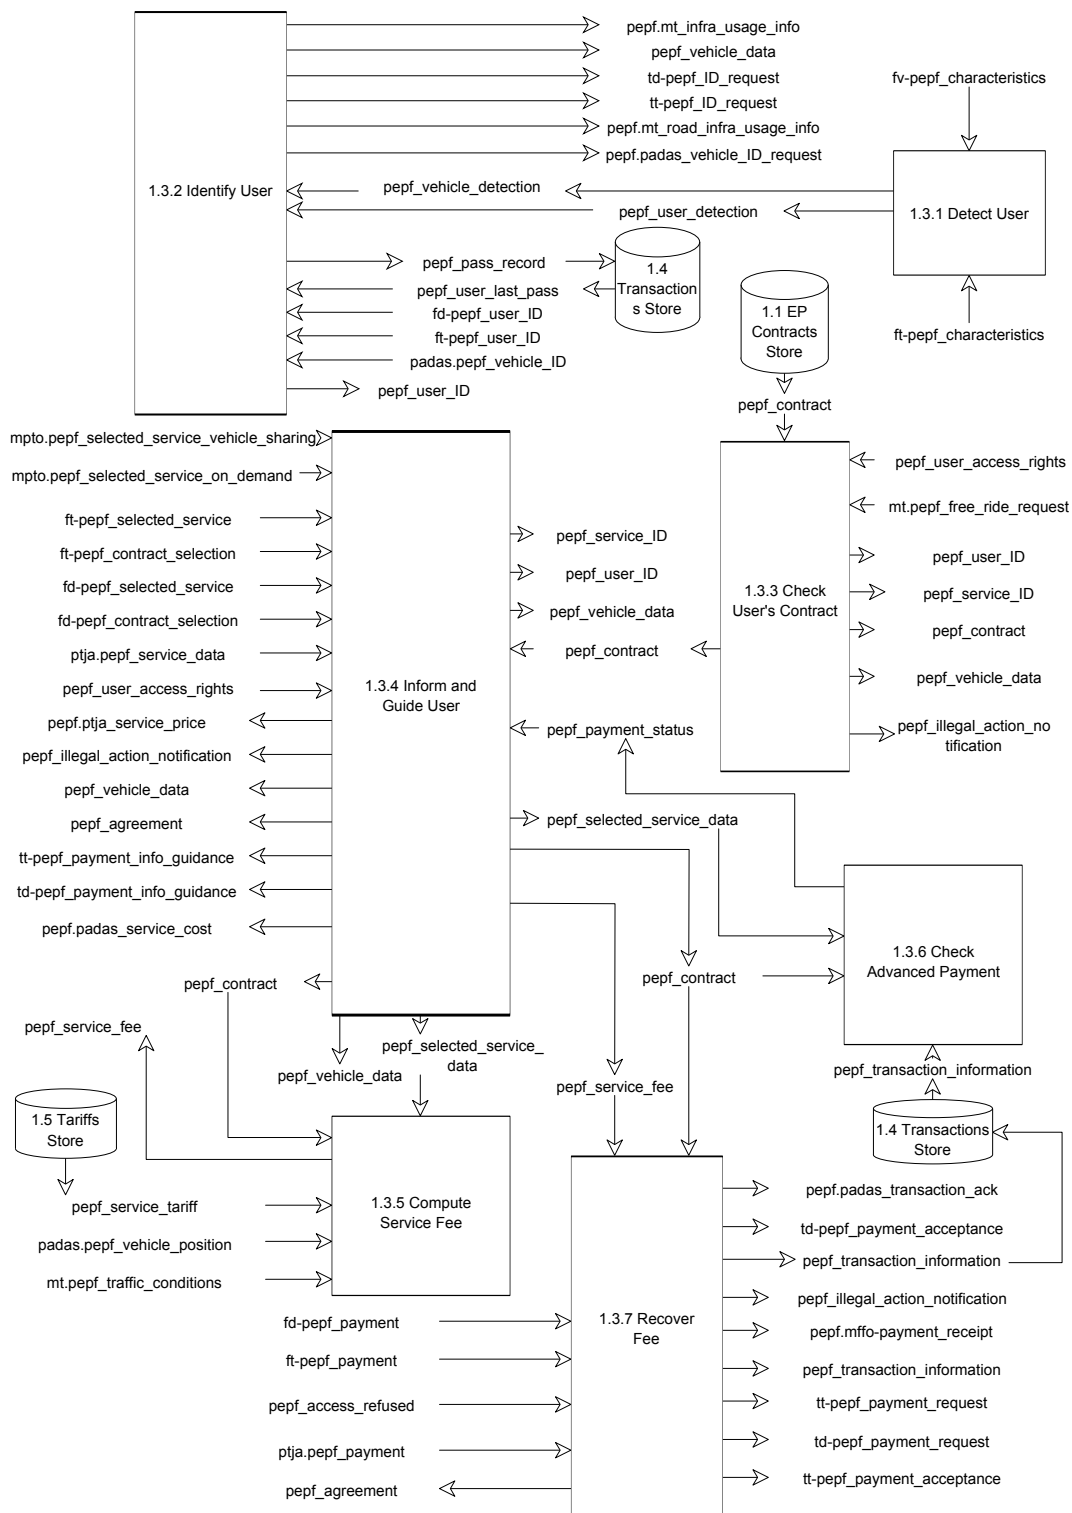 pepf.mt_infra_usage_info
pepf_vehicle_data
td-pepf_ID_request
tt-pepf_ID_request
pepf.mt_road_infra_usage_info
pepf.padas_vehicle_ID_request
fv-pepf_characteristics
1.3.2 Identify User
pepf_vehicle_detection
pepf_user_detection
1.3.1 Detect User
pepf_pass_record
pepf_user_last_pass
fd-pepf_user_ID
ft-pepf_user_ID
padas.pepf_vehicle_ID
pepf_user_ID
1.4
Transaction
s Store
1.1 EP
Contracts
Store
ft-pepf_characteristics
pepf_contract
mpto.pepf_selected_service_vehicle_sharing
mpto.pepf_selected_service_on_demand
ft-pepf_selected_service
ft-pepf_contract_selection
fd-pepf_selected_service
fd-pepf_contract_selection
ptja.pepf_service_data
pepf_user_access_rights
pepf.ptja_service_price
pepf_illegal_action_notification
pepf_vehicle_data
pepf_agreement
tt-pepf_payment_info_guidance
td-pepf_payment_info_guidance
pepf.padas_service_cost
pepf_contract
1.3.4 Inform and
Guide User
pepf_service_ID
pepf_user_ID
pepf_vehicle_data
pepf_contract
pepf_payment_status
pepf_selected_service_data
1.3.3 Check
User's Contract
pepf_user_access_rights
mt.pepf_free_ride_request
pepf_user_ID
pepf_service_ID
pepf_contract
pepf_vehicle_data
pepf_illegal_action_no
tification
1.3.6 Check
Advanced Payment
pepf_contract
pepf_transaction_information
1.4 Transactions
Store
pepf_service_fee
pepf_vehicle_data
pepf_selected_service_
data
pepf_service_fee
1.5 Tariffs
Store
pepf_service_tariff
padas.pepf_vehicle_position
mt.pepf_traffic_conditions
1.3.5 Compute
Service Fee
fd-pepf_payment
ft-pepf_payment
pepf_access_refused
ptja.pepf_payment
pepf_agreement
1.3.7 Recover
Fee
pepf.padas_transaction_ack
td-pepf_payment_acceptance
pepf_transaction_information
pepf_illegal_action_notification
pepf.mffo-payment_receipt
pepf_transaction_information
tt-pepf_payment_request
td-pepf_payment_request
tt-pepf_payment_acceptance